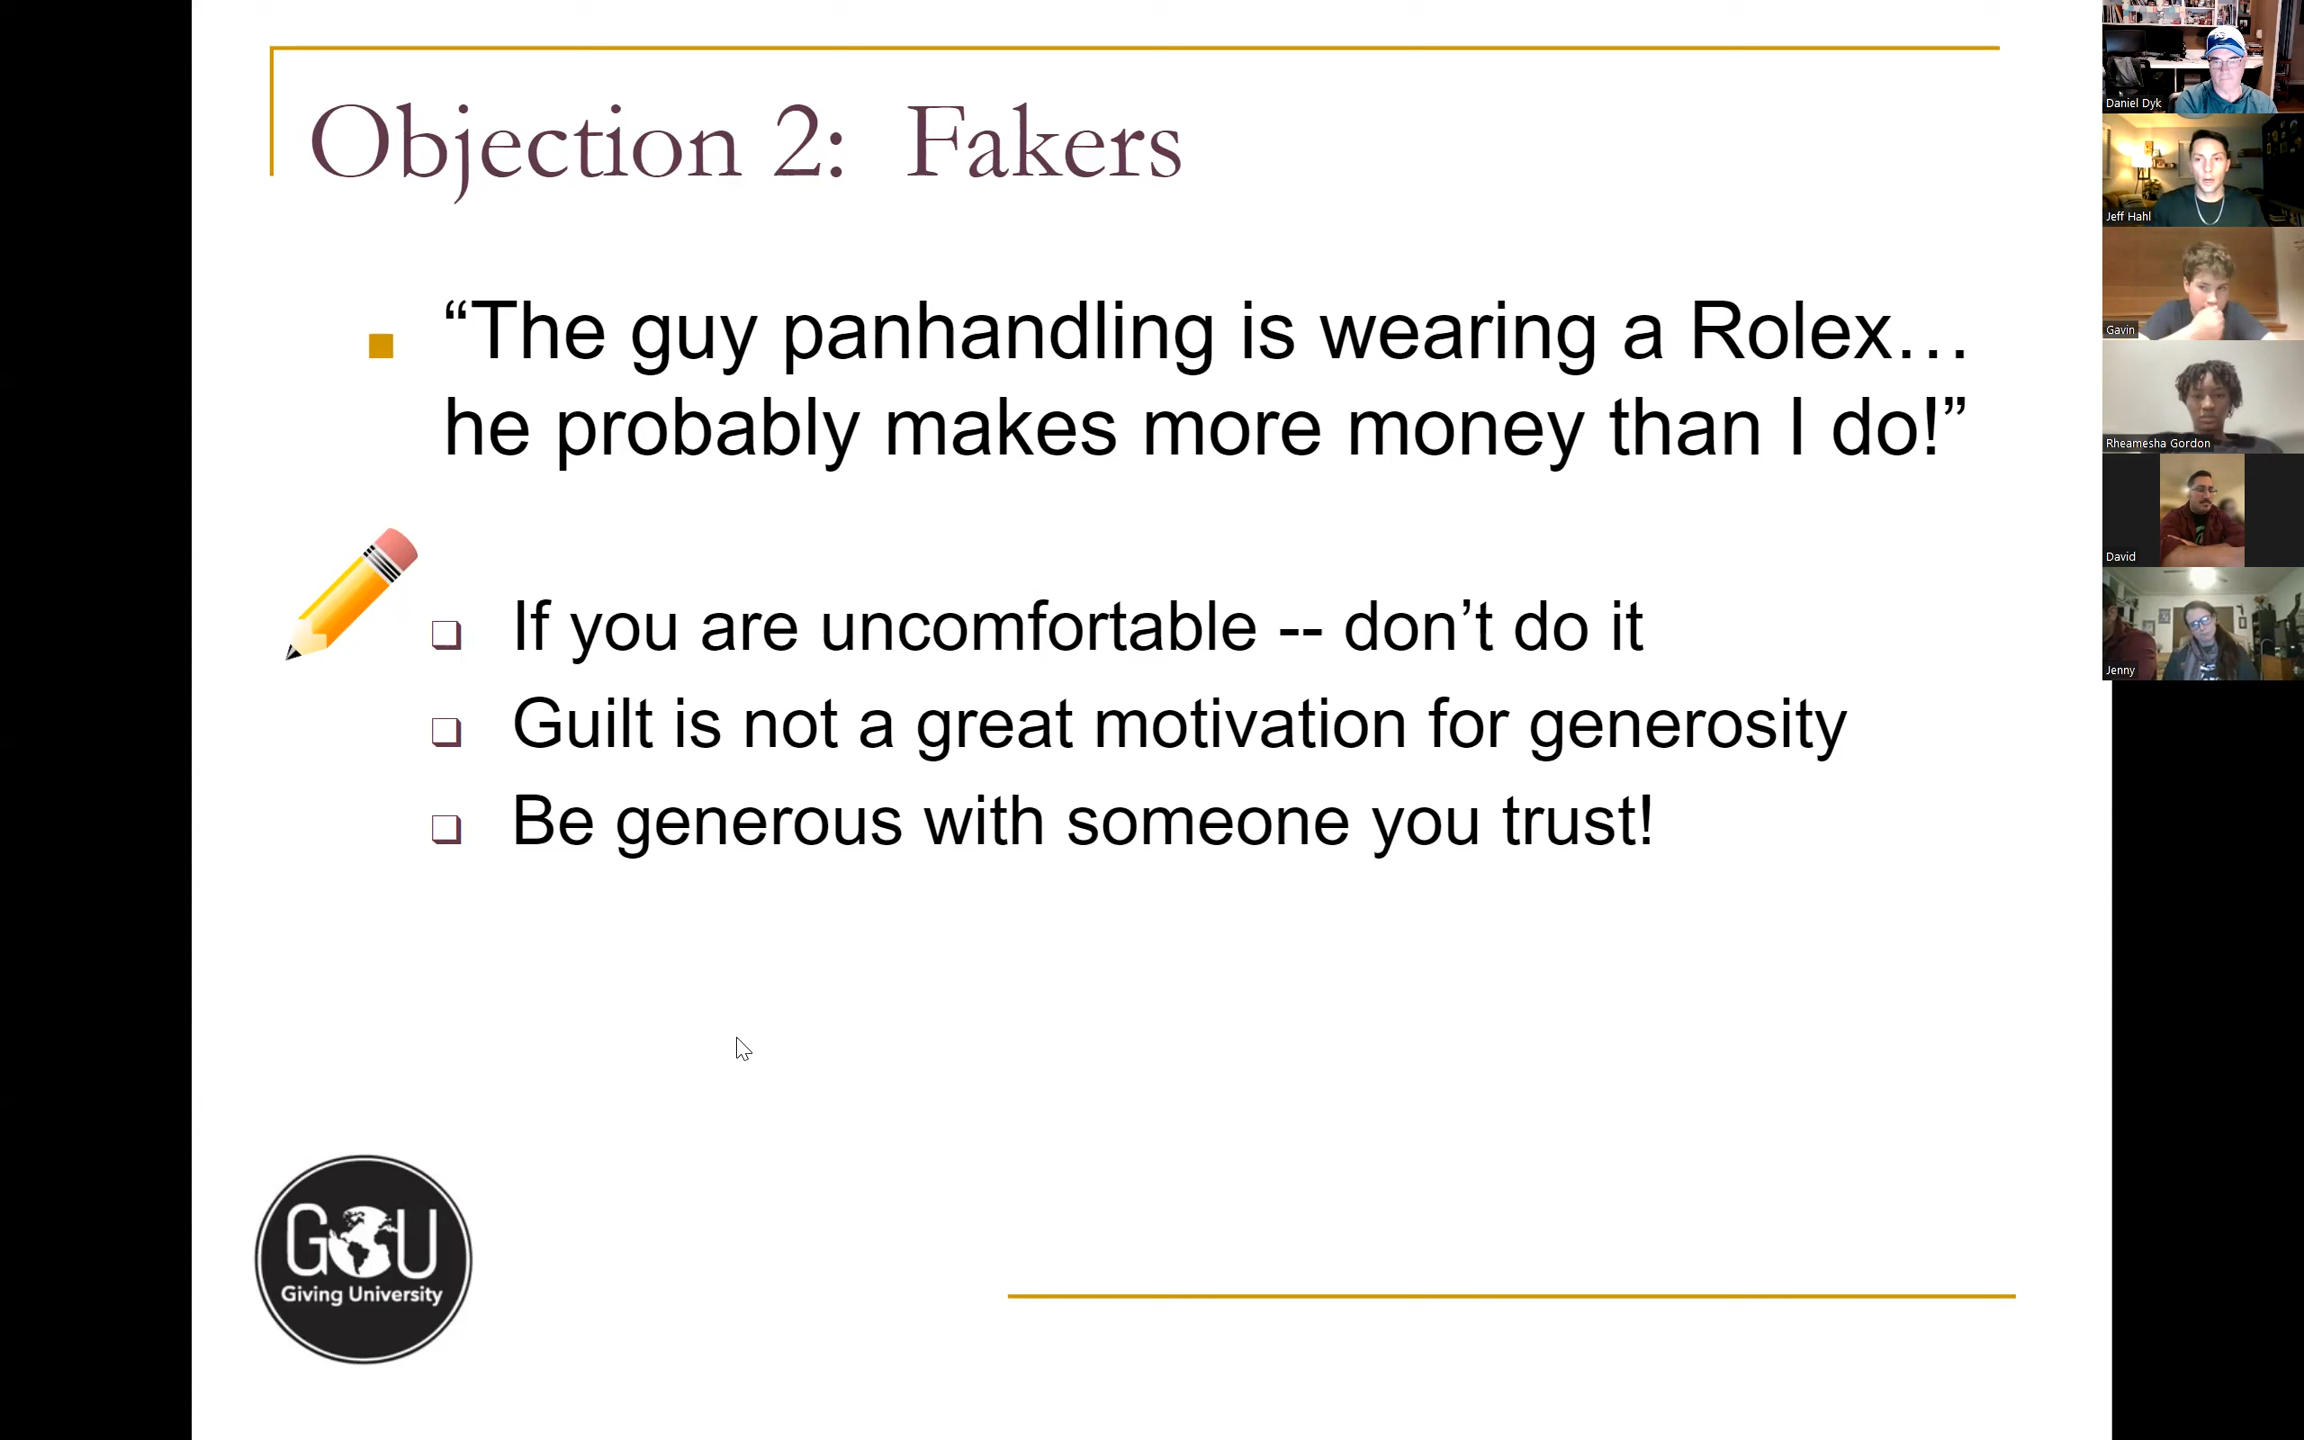 Objection 2: Fakers
“The guy panhandling is wearing a Rolex…
he probably makes more money than I do!”
If you are uncomfortable -- don’t do it
Guilt is not a great motivation for generosity
Be generous with someone you trust!
GU
Giving University
Daniel Dyk
Jeff Hahl
Gavin
Rheamesha Gordon
David
Jenny